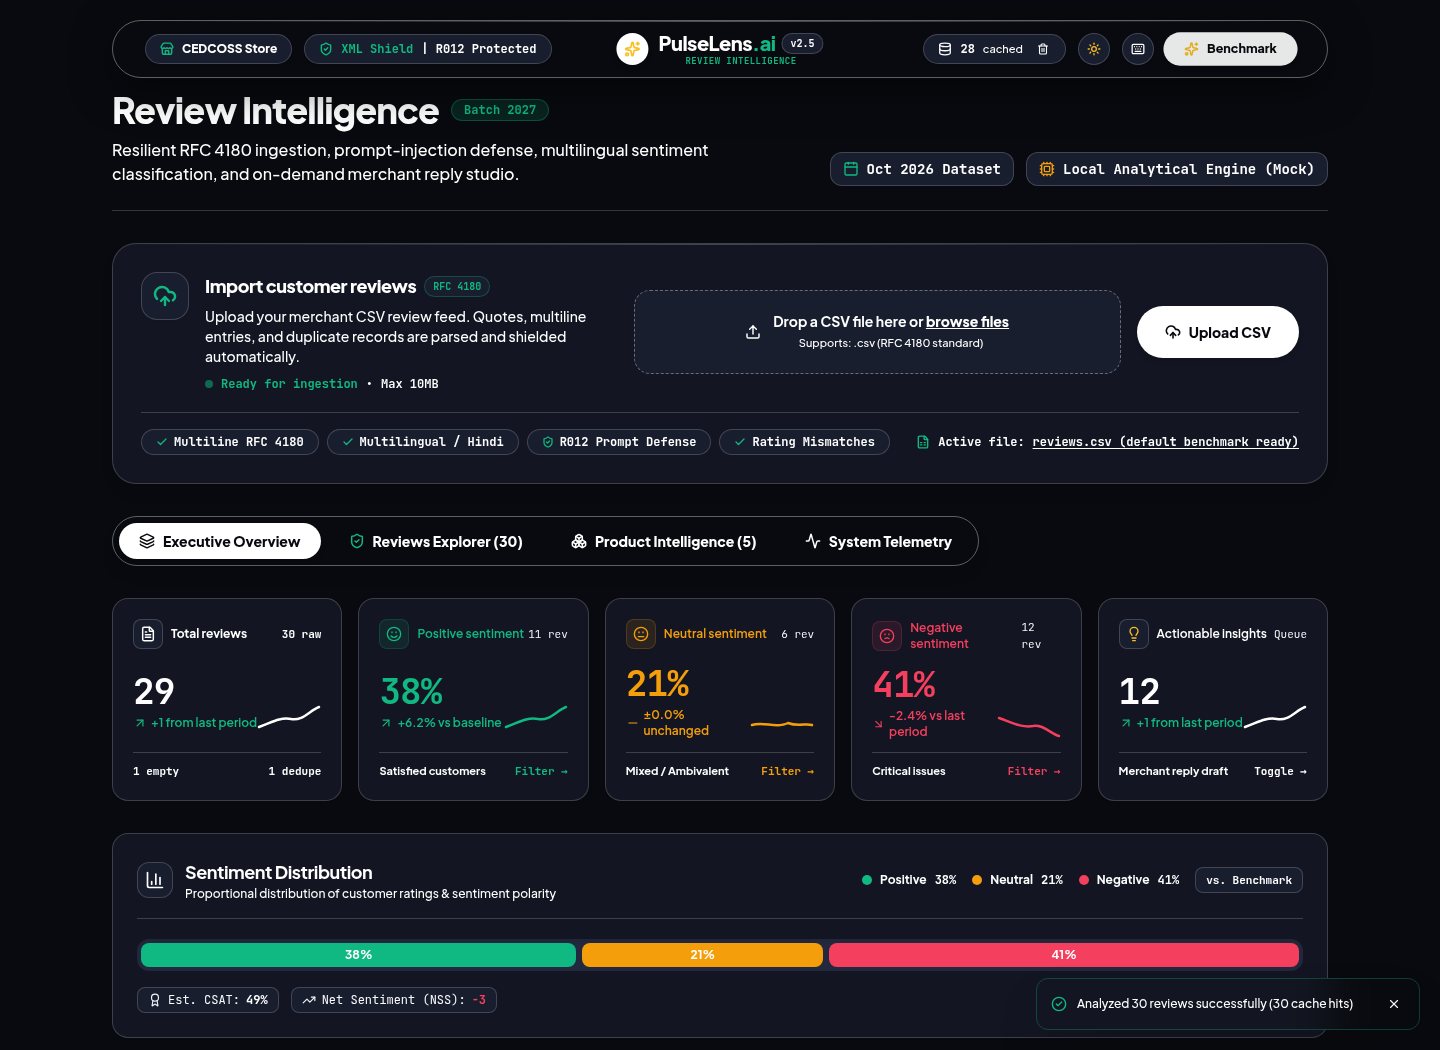 CEDCOSS Store
XML Shield | R012 Protected
PulseLens.ai v2.5
REVIEW INTELLIGENCE
28 cached
Benchmark
Review Intelligence
Batch 2027
Resilient RFC 4180 ingestion, prompt-injection defense, multilingual sentiment
classification, and on-demand merchant reply studio.
Oct 2026 Dataset
Local Analytical Engine (Mock)
Import customer reviews
RFC 4180
Upload your merchant CSV review feed. Quotes, multiline
entries, and duplicate records are parsed and shielded
automatically.
Ready for ingestion • Max 10MB
Drop a CSV file here or browse files
Supports: .csv (RFC 4180 standard)
Upload CSV
Multiline RFC 4180
Multilingual / Hindi
R012 Prompt Defense
Rating Mismatches
Active file: reviews.csv (default benchmark ready)
Executive Overview
Reviews Explorer (30)
Product Intelligence (5)
System Telemetry
Total reviews
30 raw
29
+1 from last period
1 empty
1 dedupe
Positive sentiment
11 rev
38%
+6.2% vs baseline
Satisfied customers
Filter →
Neutral sentiment
6 rev
21%
±0.0%
unchanged
Mixed / Ambivalent
Filter →
Negative
sentiment
12
rev
41%
-2.4% vs last
period
Critical issues
Filter →
Actionable insights
Queue
12
+1 from last period
Merchant reply draft
Toggle →
Sentiment Distribution
Proportional distribution of customer ratings & sentiment polarity
Positive 38%
Neutral 21%
Negative 41%
vs. Benchmark
38%
21%
41%
Est. CSAT: 49%
Net Sentiment (NSS): -3
Analyzed 30 reviews successfully (30 cache hits)